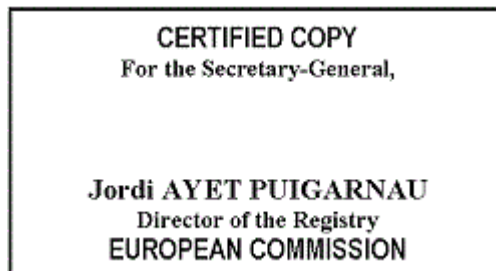 CERTIFIED COPY
For the Secretary-General,
Jordi AYET PUIGARNAU
Director of the Registry
EUROPEAN COMMISSION